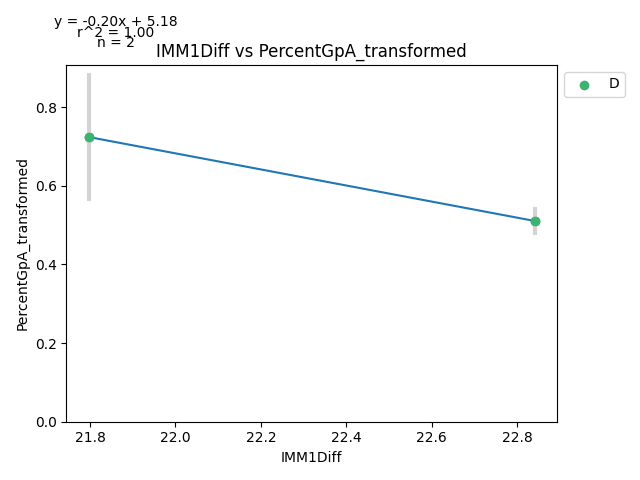 y = -0.20x + 5.18
r^2 = 1.00
n = 2
IMM1Diff vs PercentGpA_transformed
D
PercentGpA_transformed
0.8
0.6
0.4
0.2
0.0
21.8 22.0 22.2 22.4 22.6 22.8
IMM1Diff